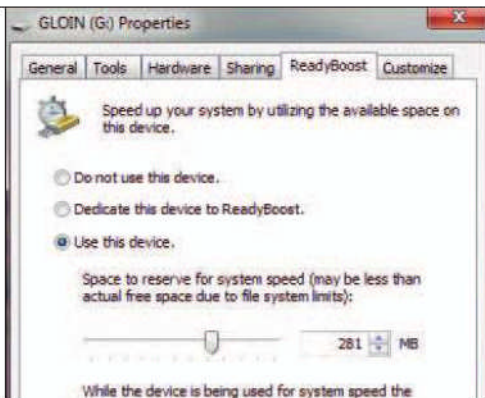 GLOIN (G:) Properties
General Tools Hardware Sharing ReadyBoost Customize
Speed up your system by utilizing the available space on
this device.
Do not use this device.
Dedicate this device to ReadyBoost.
Use this device.
Space to reserve for system speed (may be less than
actual free space due to file system limits):
281 MB
While the device is being used for system speed the